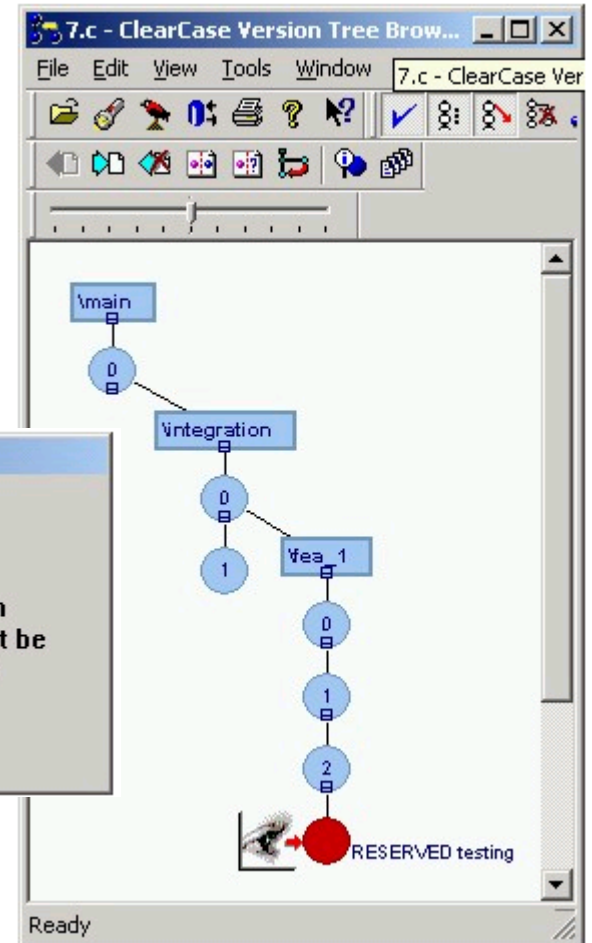 7.c - ClearCase Version Tree Brow...
File Edit View Tools Window
7.c - ClearCase Ver
\main
0
\integration
0
1
\fea_1
0
1
2
t be
RESERVED testing
Ready